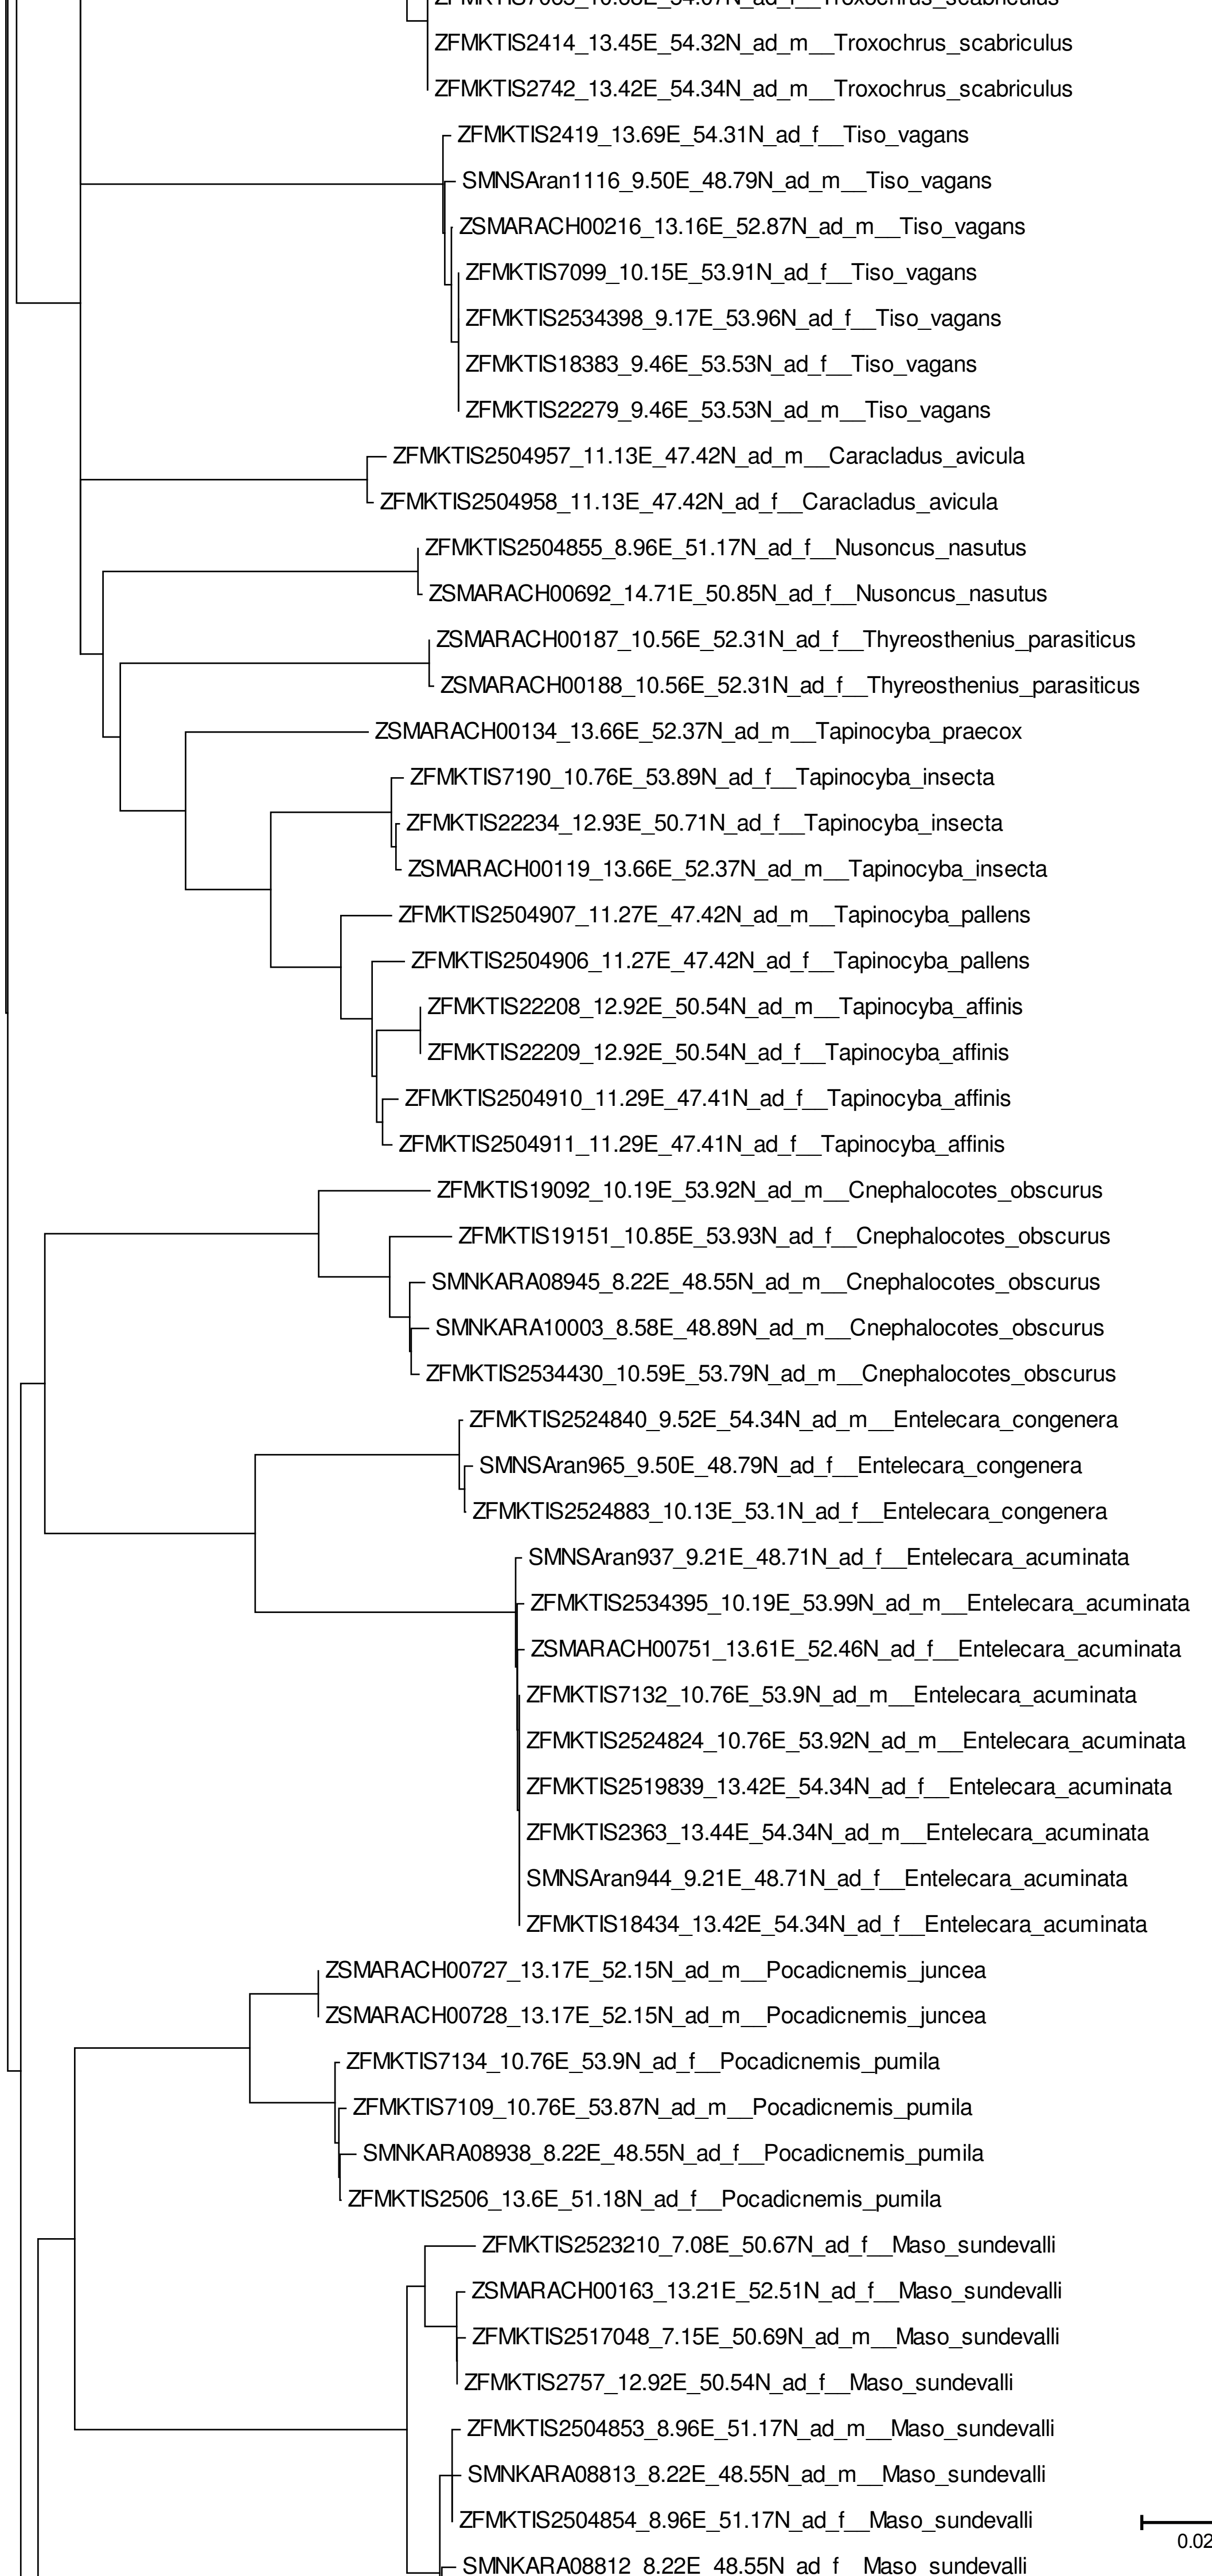 ZFMKTIS2414_13.45E_54.32N_ad_m__Troxochrus_scabriculus
ZFMKTIS2742_13.42E_54.34N_ad_m__Troxochrus_scabriculus
ZFMKTIS2419_13.69E_54.31N_ad_f__Tiso_vagans
SMNSAran1116_9.50E_48.79N_ad_m__Tiso_vagans
ZSMARACH00216_13.16E_52.87N_ad_m__Tiso_vagans
ZFMKTIS7099_10.15E_53.91N_ad_f__Tiso_vagans
ZFMKTIS2534398_9.17E_53.96N_ad_f__Tiso_vagans
ZFMKTIS18383_9.46E_53.53N_ad_f__Tiso_vagans
ZFMKTIS22279_9.46E_53.53N_ad_m__Tiso_vagans
ZFMKTIS2504957_11.13E_47.42N_ad_m__Caracladus_avicula
ZFMKTIS2504958_11.13E_47.42N_ad_f__Caracladus_avicula
ZFMKTIS2504855_8.96E_51.17N_ad_f__Nusoncus_nasutus
ZSMARACH00692_14.71E_50.85N_ad_f__Nusoncus_nasutus
ZSMARACH00187_10.56E_52.31N_ad_f__Thyreosthenius_parasiticus
ZSMARACH00188_10.56E_52.31N_ad_f__Thyreosthenius_parasiticus
ZSMARACH00134_13.66E_52.37N_ad_m__Tapinocyba_praecox
ZFMKTIS7190_10.76E_53.89N_ad_f__Tapinocyba_insecta
ZFMKTIS22234_12.93E_50.71N_ad_f__Tapinocyba_insecta
ZSMARACH00119_13.66E_52.37N_ad_m__Tapinocyba_insecta
ZFMKTIS2504907_11.27E_47.42N_ad_m__Tapinocyba_pallens
ZFMKTIS2504906_11.27E_47.42N_ad_f__Tapinocyba_pallens
ZFMKTIS22208_12.92E_50.54N_ad_m__Tapinocyba_affinis
ZFMKTIS22209_12.92E_50.54N_ad_f__Tapinocyba_affinis
ZFMKTIS2504910_11.29E_47.41N_ad_f__Tapinocyba_affinis
ZFMKTIS2504911_11.29E_47.41N_ad_f__Tapinocyba_affinis
ZFMKTIS19092_10.19E_53.92N_ad_m__Cnephalocotes_obscurus
ZFMKTIS19151_10.85E_53.93N_ad_f__Cnephalocotes_obscurus
SMNKARA08945_8.22E_48.55N_ad_m__Cnephalocotes_obscurus
SMNKARA10003_8.58E_48.89N_ad_m__Cnephalocotes_obscurus
ZFMKTIS2534430_10.59E_53.79N_ad_m__Cnephalocotes_obscurus
ZFMKTIS2524840_9.52E_54.34N_ad_m__Entelecara_congenera
SMNSAran965_9.50E_48.79N_ad_f__Entelecara_congenera
ZFMKTIS2524883_10.13E_53.1N_ad_f__Entelecara_congenera
SMNSAran937_9.21E_48.71N_ad_f__Entelecara_acuminata
ZFMKTIS2534395_10.19E_53.99N_ad_m__Entelecara_acuminata
ZSMARACH00751_13.61E_52.46N_ad_f__Entelecara_acuminata
ZFMKTIS7132_10.76E_53.9N_ad_m__Entelecara_acuminata
ZFMKTIS2524824_10.76E_53.92N_ad_m__Entelecara_acuminata
ZFMKTIS2519839_13.42E_54.34N_ad_f__Entelecara_acuminata
ZFMKTIS2363_13.44E_54.34N_ad_m__Entelecara_acuminata
SMNSAran944_9.21E_48.71N_ad_f__Entelecara_acuminata
ZFMKTIS18434_13.42E_54.34N_ad_f__Entelecara_acuminata
ZSMARACH00727_13.17E_52.15N_ad_m__Pocadicnemis_juncea
ZSMARACH00728_13.17E_52.15N_ad_m__Pocadicnemis_juncea
ZFMKTIS7134_10.76E_53.9N_ad_f__Pocadicnemis_pumila
ZFMKTIS7109_10.76E_53.87N_ad_m__Pocadicnemis_pumila
SMNKARA08938_8.22E_48.55N_ad_f__Pocadicnemis_pumila
ZFMKTIS2506_13.6E_51.18N_ad_f__Pocadicnemis_pumila
ZFMKTIS2523210_7.08E_50.67N_ad_f__Maso_sundevalli
ZSMARACH00163_13.21E_52.51N_ad_f__Maso_sundevalli
ZFMKTIS2517048_7.15E_50.69N_ad_m__Maso_sundevalli
ZFMKTIS2757_12.92E_50.54N_ad_f__Maso_sundevalli
ZFMKTIS2504853_8.96E_51.17N_ad_m__Maso_sundevalli
SMNKARA08813_8.22E_48.55N_ad_m__Maso_sundevalli
ZFMKTIS2504854_8.96E_51.17N_ad_f__Maso_sundevalli
0.02
SMNKARA08812_8.22E_48.55N_ad_f__Maso_sundevalli